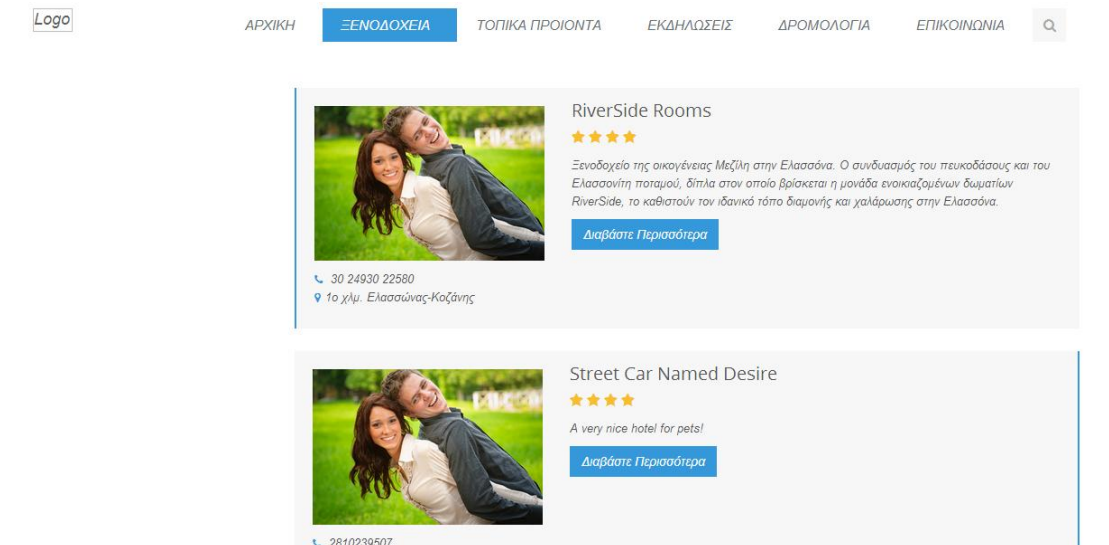 Logo
ΑΡΧΙΚΗ ΞΕΝΟΔΟΧΕΙΑ ΤΟΠΙΚΑ ΠΡΟΙΟΝΤΑ ΕΚΔΗΛΩΣΕΙΣ ΔΡΟΜΟΛΟΓΙΑ ΕΠΙΚΟΙΝΩΝΙΑ
RiverSide Rooms
Ξενοδοχείο της οικογένειας Μεζίλη στην Ελασσόνα. Ο συνδυασμός του πευκοδάσους και του
Ελασσονίτη ποταμού, δίπλα στον οποίο βρίσκεται η μονάδα ενοικιαζομένων δωματίων
RiverSide, το καθιστούν τον ιδανικό τόπο διαμονής και χαλάρωσης στην Ελασσόνα.
Διαβάστε Περισσότερα
30 24930 22580
1ο χλμ. Ελασσώνας-Κοζάνης
Street Car Named Desire
A very nice hotel for pets!
Διαβάστε Περισσότερα
2810239507